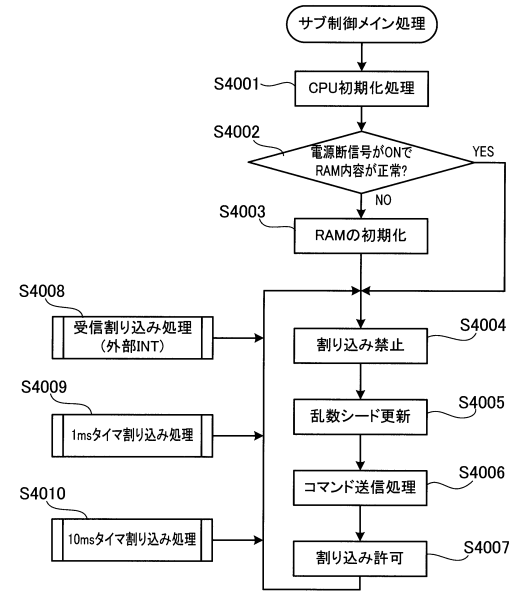 サブ制御メイン処理
S4001
CPU初期化処理
S4002
電源断信号がONで
RAM内容が正常?
YES
NO
S4003
RAMの初期化
S4008
受信割り込み処理
(外部INT)
S4004
割り込み禁止
S4009
1msタイマ割り込み処理
S4005
乱数シード更新
S4006
コマンド送信処理
S4010
10msタイマ割り込み処理
S4007
割り込み許可